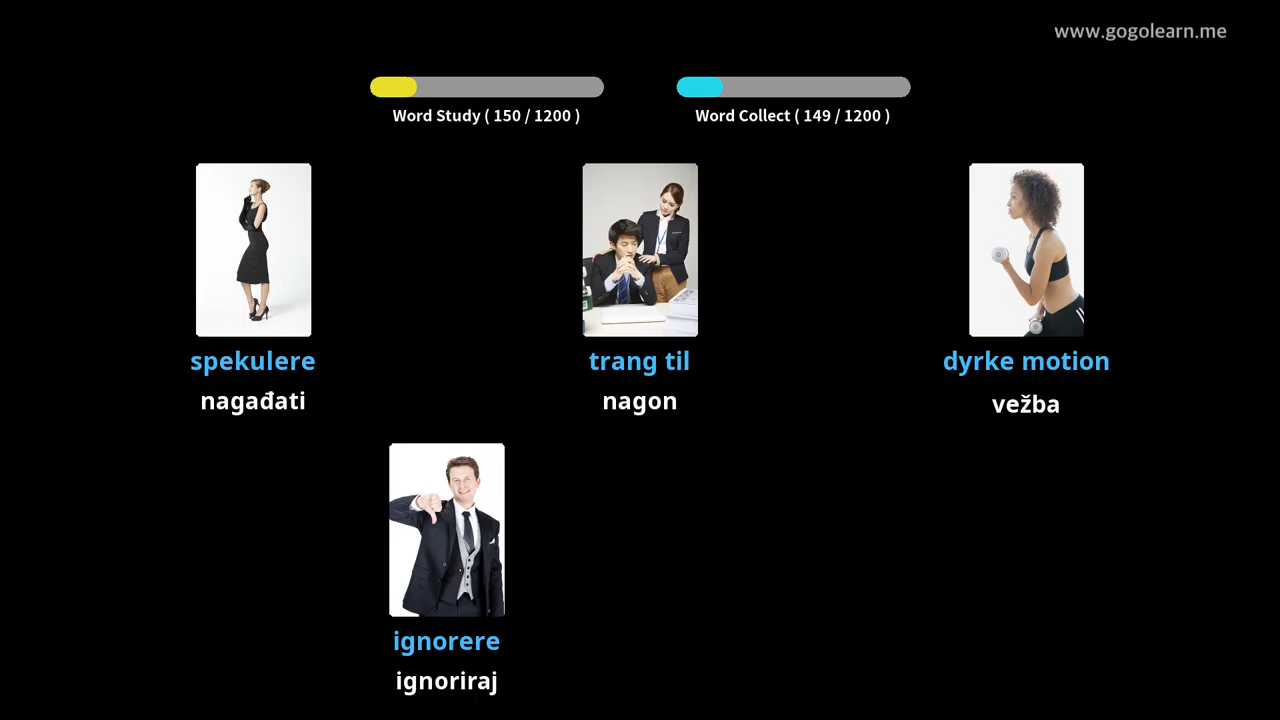 www.gogolearn.me
Word Study ( 150 / 1200 )
Word Collect ( 149 / 1200 )
spekulere
nagađati
trang til
nagon
dyrke motion
vežba
ignorere
ignoriraj